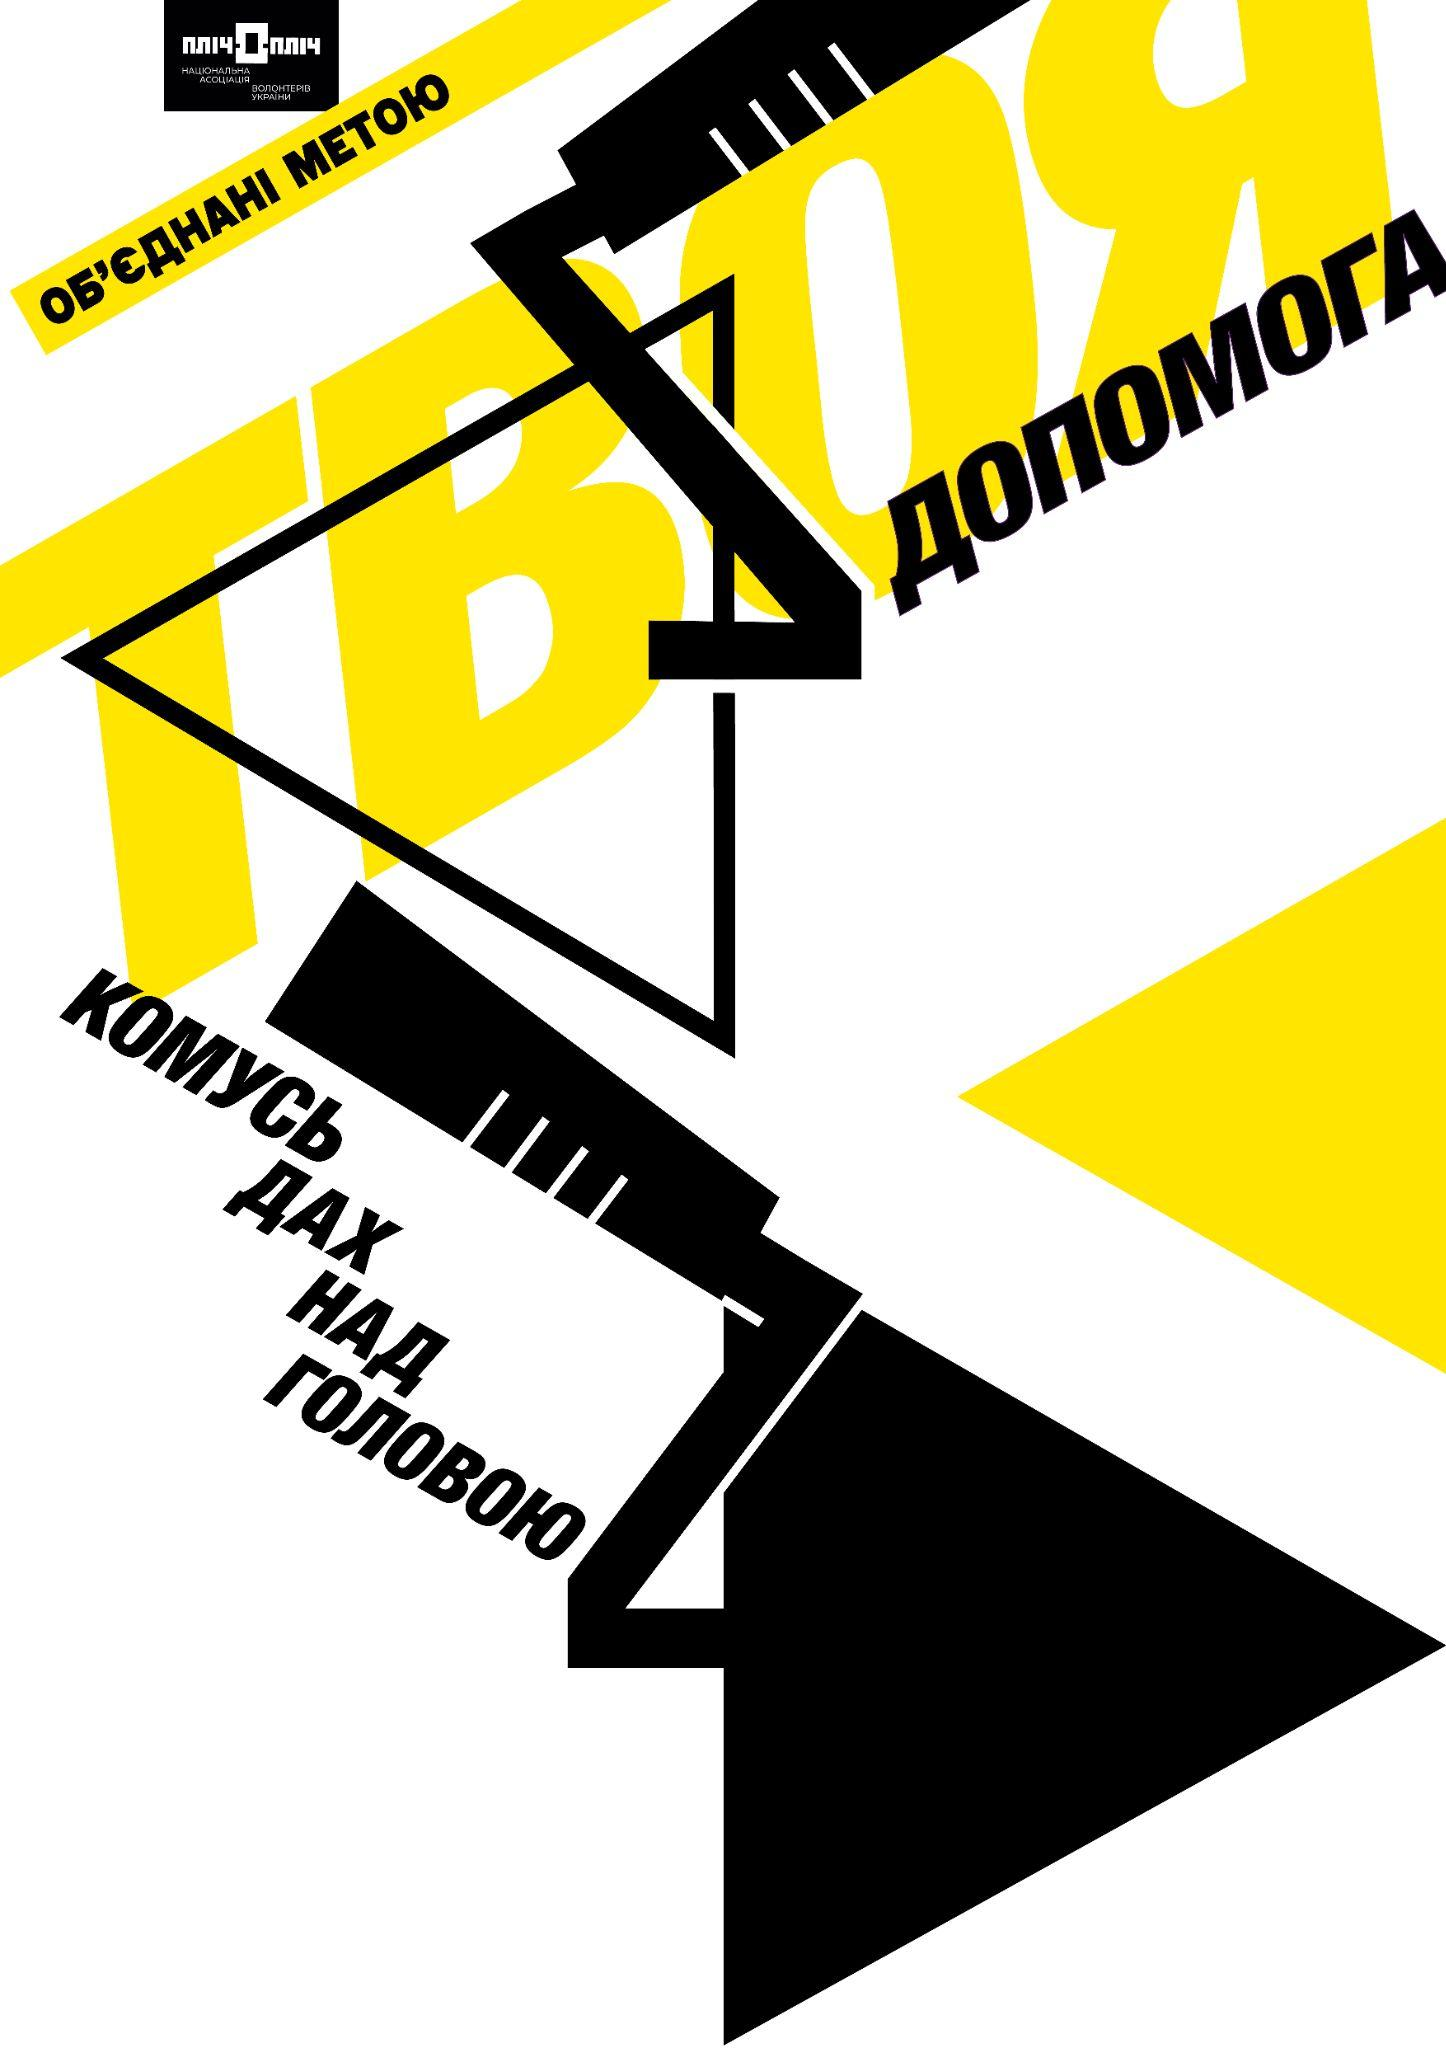 ПЛІЧ-О-ПЛІЧ
НАЦІОНАЛЬНА
АСОЦІАЦІЯ
ВОЛОНТЕРІВ
УКРАЇНИ
ОБ’ЄДНАНІ МЕТОЮ
ТВОЯ
ДОПОМОГА
КОМУСЬ
ДАХ
НАД
ГОЛОВОЮ